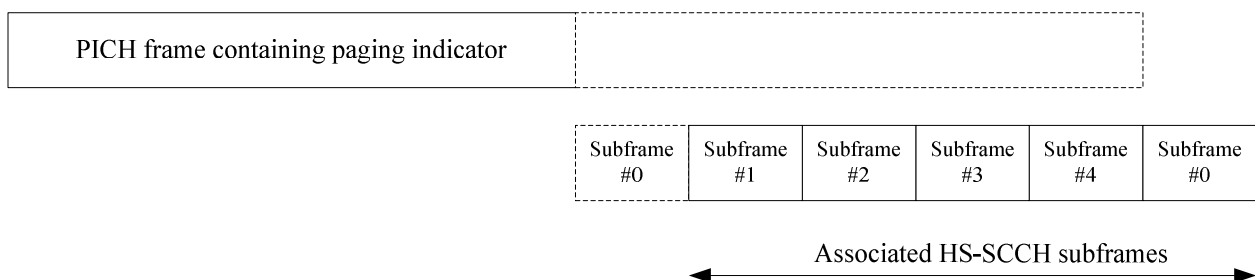 PICH frame containing paging indicator
Subframe
#0
Subframe
#1
Subframe
#2
Subframe
#3
Subframe
#4
Subframe
#0
Associated HS-SCCH subframes